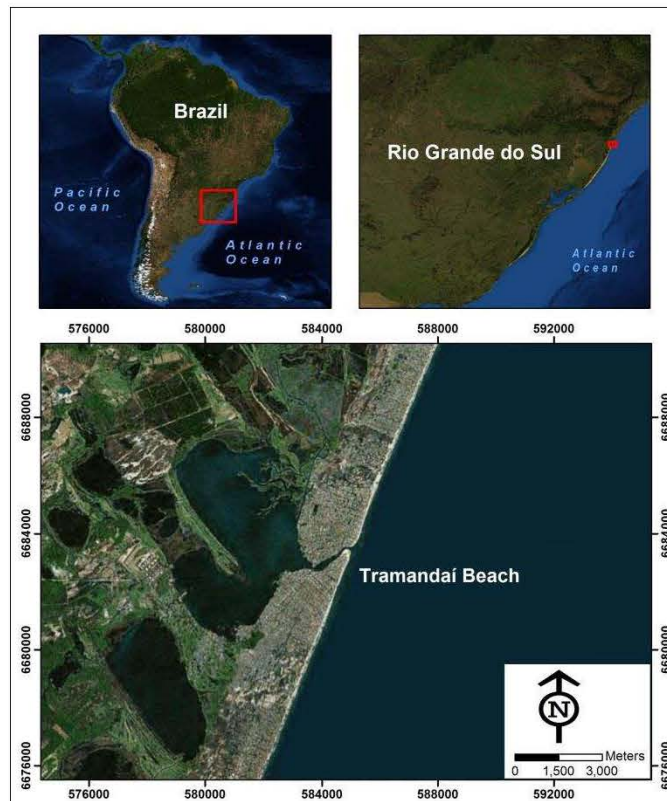 Brazil
Pacific
Ocean
Atlantic
Ocean
Rio Grande do Sul
Atlantic
Ocean
576000 580000 584000 588000 592000
6688000 6688000
6684000 6684000
Tramandaí Beach
6680000 6680000
N
Meters
0 1,500 3,000
6676000 6676000
576000 580000 584000 588000 592000